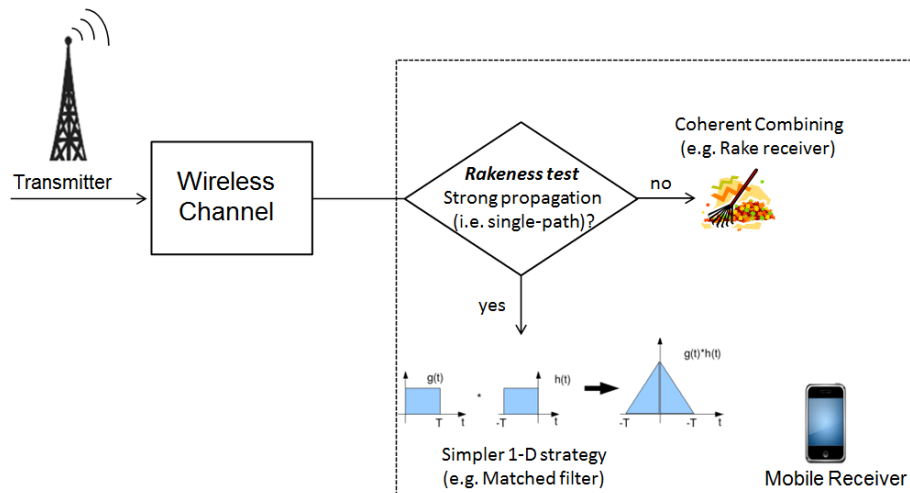 Transmitter
Wireless
Channel
Rakeness test
Strong propagation
(i.e. single-path)?
no
Coherent Combining
(e.g. Rake receiver)
yes
g(t)
T
t
*
h(t)
-T
t
g(t)*h(t)
-T
-T
t
Simpler 1-D strategy
(e.g. Matched filter)
Mobile Receiver